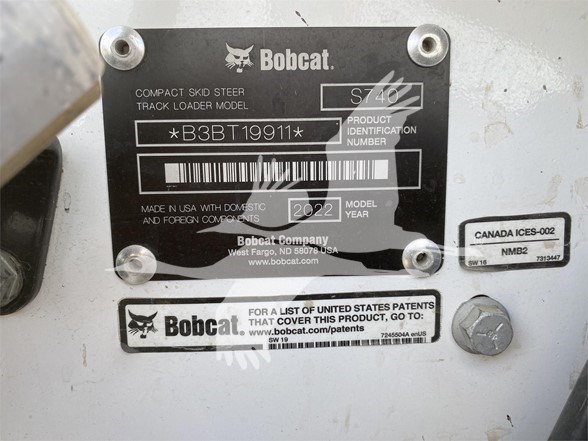 Bobcat.
COMPACT SKID STEER
TRACK LOADER MODEL
S740
*B3BT19911*
PRODUCT
IDENTIFICATION
NUMBER
MADE IN USA WITH DOMESTIC
AND FOREIGN COMPONENTS
2022
MODEL
YEAR
Bobcat Company
West Fargo, ND 58078 USA
www.bobcat.com
CANADA ICES-002
NMB2
SW 16
7313447
Bobcat.
FOR A LIST OF UNITED STATES PATENTS
THAT COVER THIS PRODUCT, GO TO:
www.bobcat.com/patents
SW 19
7245504A enUS